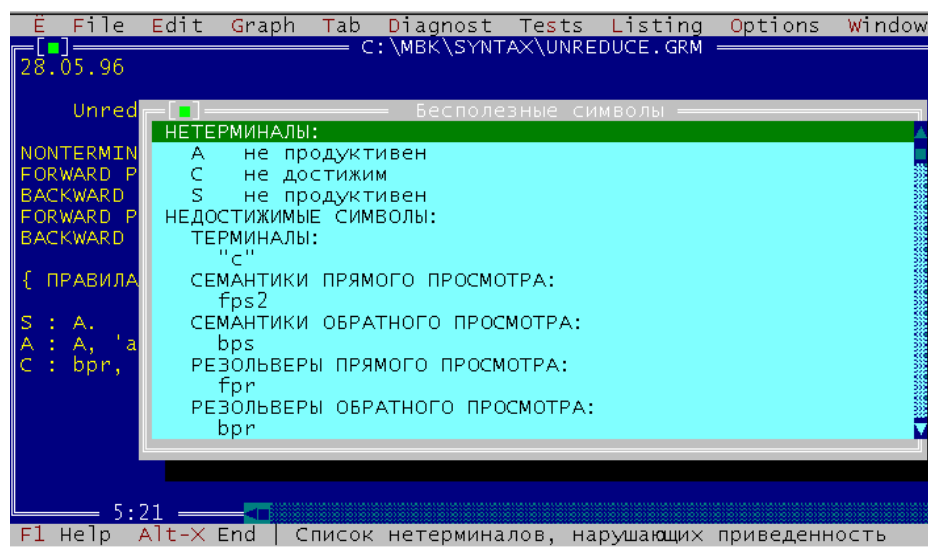 Ë File Edit Graph Tab Diagnost Tests Listing Options Window
C:\MBK\SYNTAX\UNREDUCE.GRM
28.05.96
Unred
Бесполезные символы
НЕТЕРМИНАЛЫ:
NONTERMIN
A не продуктивен
FORWARD P
C не достижим
BACKWARD
S не продуктивен
FORWARD P
НЕДОСТИЖИМЫЕ СИМВОЛЫ:
BACKWARD
ТЕРМИНАЛЫ:
"c"
{ ПРАВИЛА
СЕМАНТИКИ ПРЯМОГО ПРОСМОТРА:
fps2
S : A.
СЕМАНТИКИ ОБРАТНОГО ПРОСМОТРА:
A : A, 'a
bps
C : bpr,
РЕЗОЛЬВЕРЫ ПРЯМОГО ПРОСМОТРА:
fpr
РЕЗОЛЬВЕРЫ ОБРАТНОГО ПРОСМОТРА:
bpr
5:21
F1 Help Alt-X End | Список нетерминалов, нарушающих приведенность